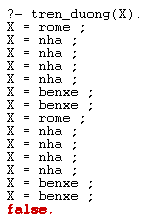 ?- tren_duong(X).
X = rome ;
X = nha ;
X = nha ;
X = nha ;
X = nha ;
X = benxe ;
X = benxe ;
X = rome ;
X = nha ;
X = nha ;
X = nha ;
X = nha ;
X = benxe ;
X = benxe ;
false.